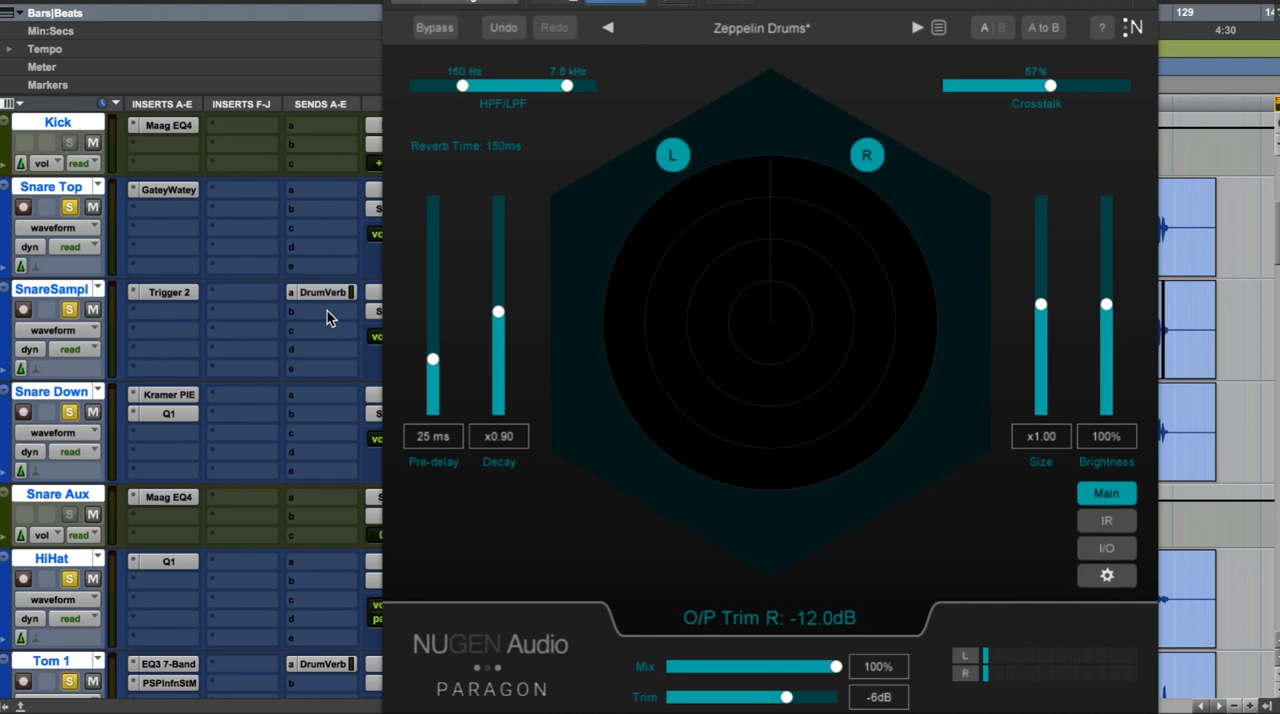 Bars|Beats
Min:Secs
Tempo
Meter
Markers
INSERTS A-E INSERTS F-J SENDS A-E
Kick
Maag EQ4
a
b
c
S M
vol read
Snare Top
GateyWatey
a
b
c
d
e
S M
waveform
dyn read
SnareSampl
Trigger 2
a DrumVerb
b
c
d
e
S M
waveform
dyn read
Snare Down
Kramer PIE
Q1
a
b
c
d
e
S M
waveform
dyn read
Snare Aux
Maag EQ4
a
b
c
S M
vol read
HiHat
Q1
a
b
c
d
e
S M
waveform
dyn read
Tom 1
EQ3 7-Band
PSPInfnStM
a DrumVerb
b
S M
Bypass Undo Redo Zeppelin Drums* A|B A to B ? :N
150 Hz 7.6 kHz
HPF/LPF
57%
Crosstalk
Reverb Time: 150ms
L R
25 ms x0.90 x1.00 100%
Pre-delay Decay Size Brightness
Main
IR
I/O
O/P Trim R: -12.0dB
NUGEN Audio
PARAGON
Mix 100%
Trim -6dB
L
R
129
4:30